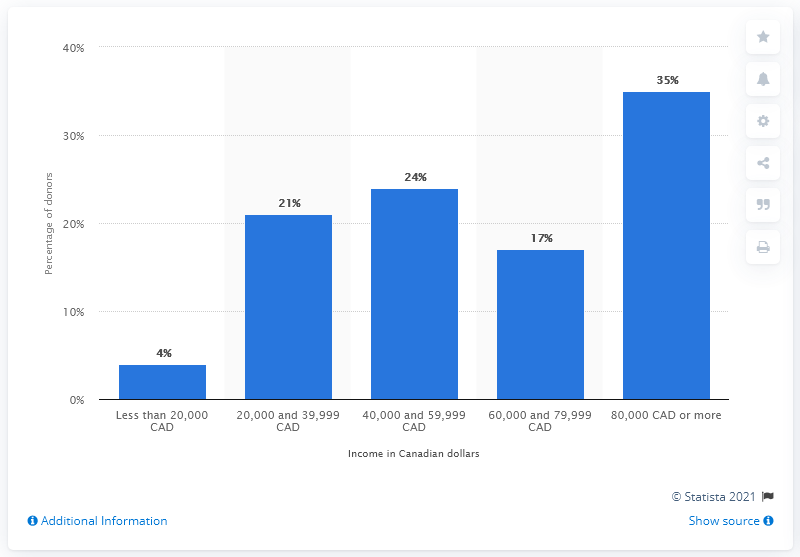 40%
30%
20%
10%
0%
Percentage of donors
4%
21%
24%
17%
35%
Less than 20,000
CAD
20,000 and 39,999
CAD
40,000 and 59,999
CAD
60,000 and 79,999
CAD
80,000 CAD or more
Income in Canadian dollars
© Statista 2021
Additional Information
Show source